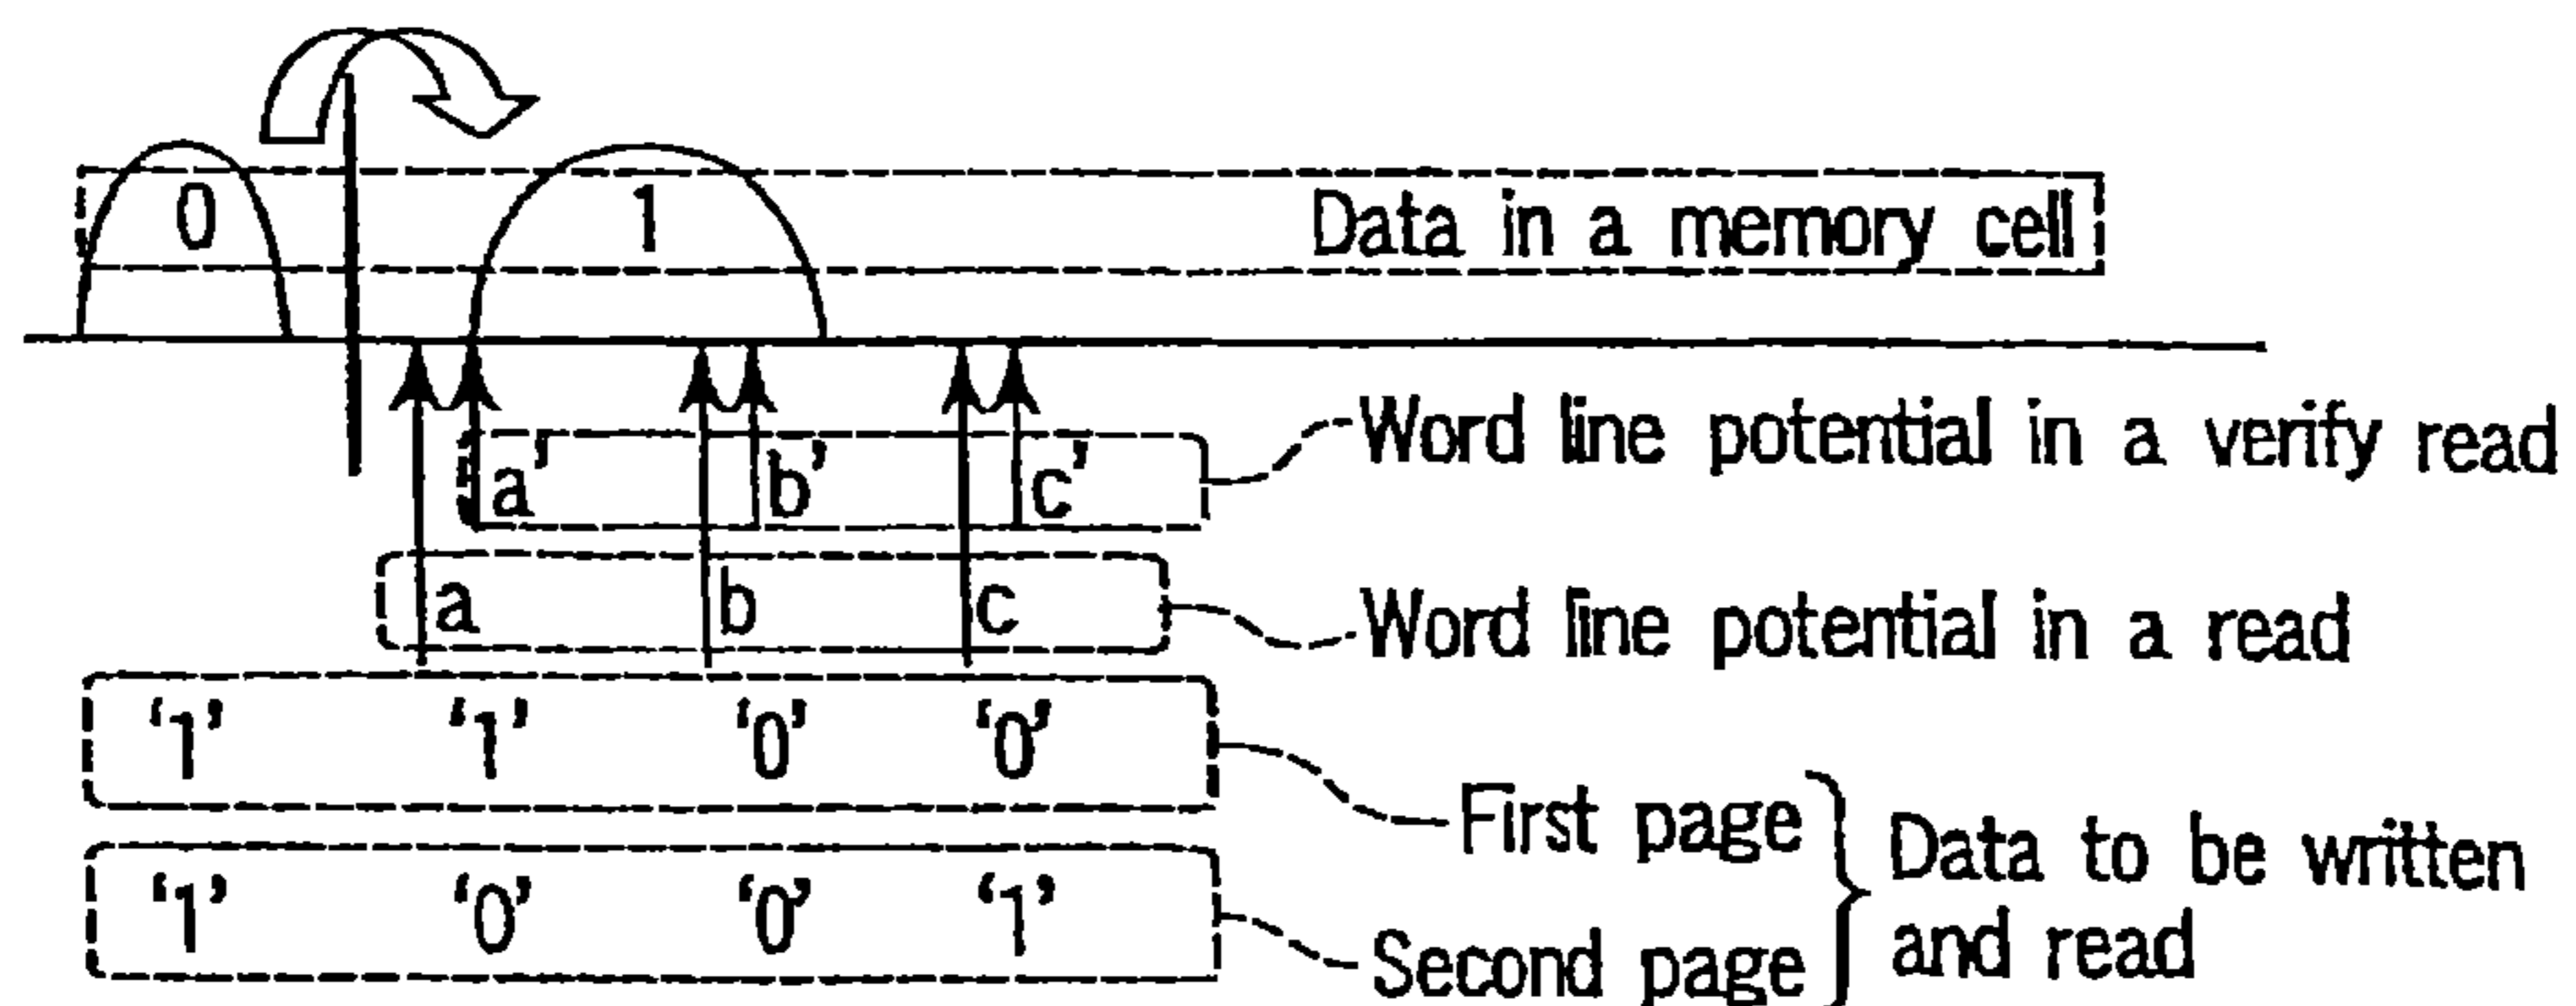 0 1 Data in a memory cell
a' b' c' Word line potential in a verify read
a b c Word line potential in a read
‘1’ ‘1’ ‘0’ ‘0’
First page
‘1’ ‘0’ ‘0’ ‘1’
Second page
Data to be written
and read